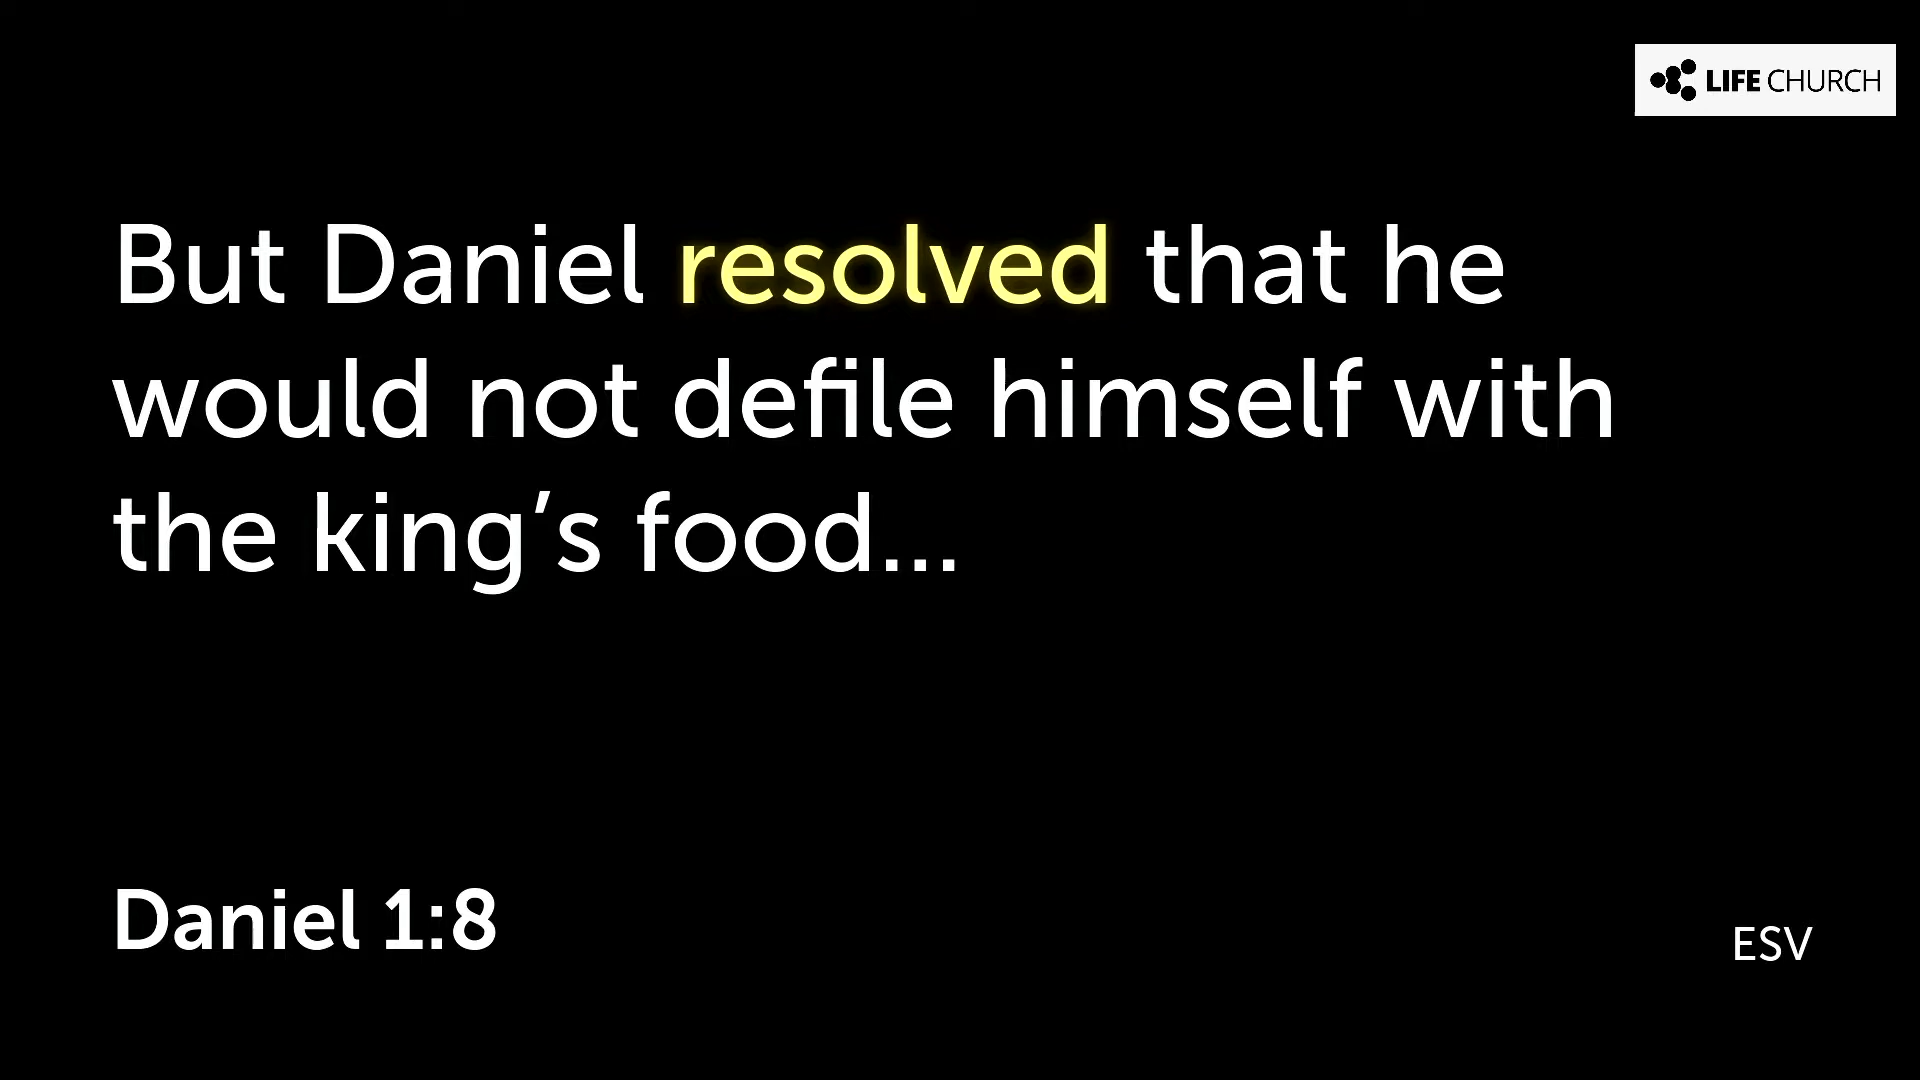 LIFE CHURCH
But Daniel resolved that he
would not defile himself with
the king’s food...
Daniel 1:8
ESV